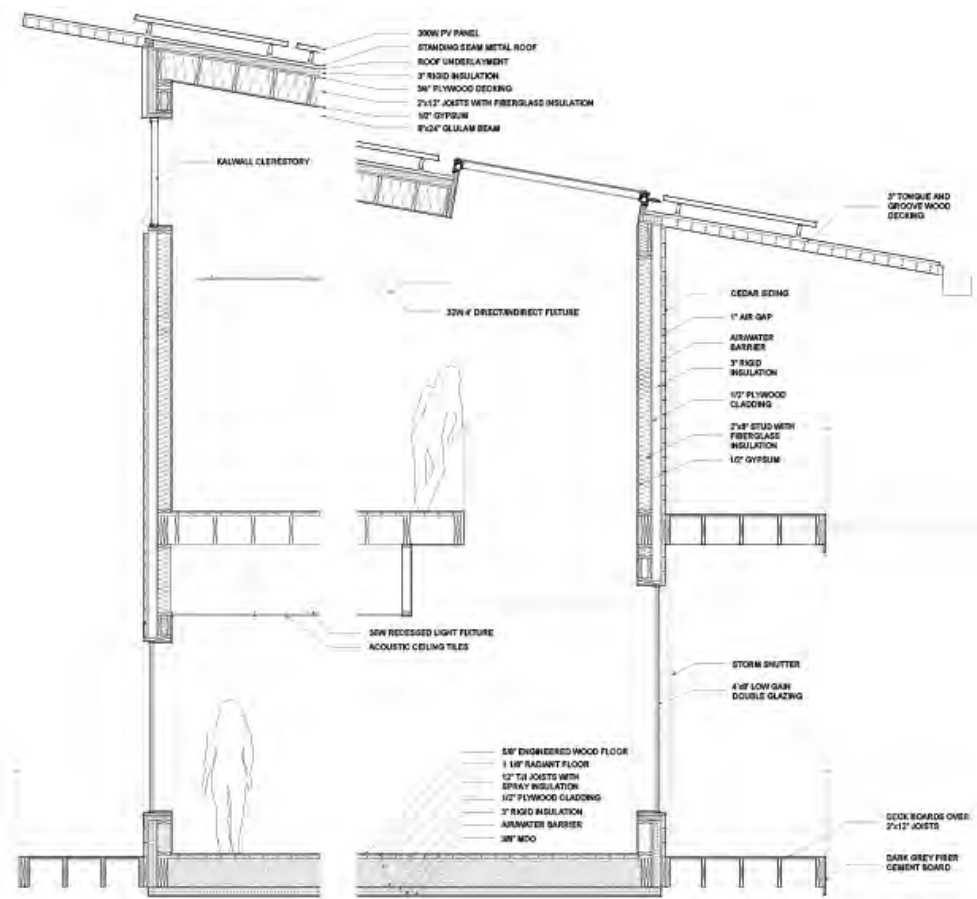 300W PV PANEL
STANDING SEAM METAL ROOF
ROOF UNDERLAYMENT
3" RIGID INSULATION
3/4" PLYWOOD DECKING
2"x12" JOISTS WITH FIBERGLASS INSULATION
1/2" GYPSUM
8"x24" GLULAM BEAM
KALWALL CLERESTORY
3" TONGUE AND
GROOVE WOOD
DECKING
32W 4' DIRECT/INDIRECT FIXTURE
CEDAR SIDING
1" AIR GAP
AIR/WATER
BARRIER
3" RIGID
INSULATION
1/2" PLYWOOD
CLADDING
2"x8" STUD WITH
FIBERGLASS
INSULATION
1/2" GYPSUM
50W RECESSED LIGHT FIXTURE
ACOUSTIC CEILING TILES
STORM SHUTTER
LOW GAIN
DOUBLE GLAZING
5/8" ENGINEERED WOOD FLOOR
1 1/8" RADIANT FLOOR
12" TJI JOISTS WITH
SPRAY INSULATION
1/2" PLYWOOD CLADDING
3" RIGID INSULATION
AIR/WATER BARRIER
3/8" MDO
DECK BOARDS OVER
2"x12" JOISTS
DARK GREY FIBER
CEMENT BOARD